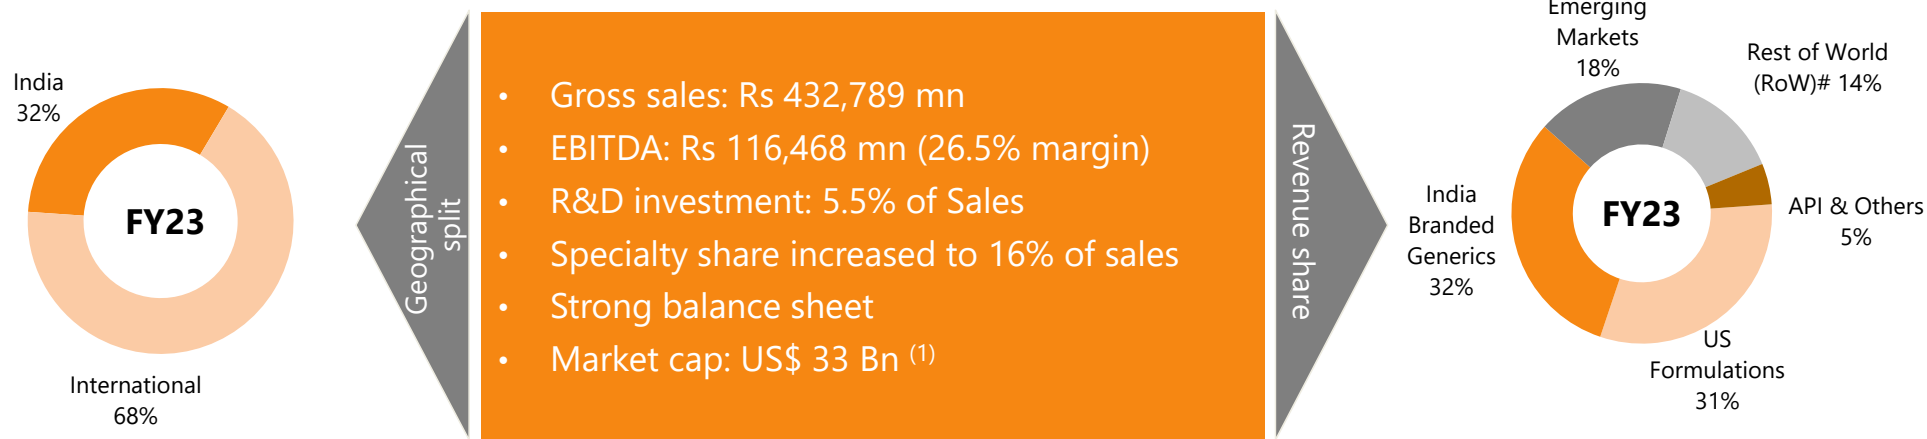 India
32%
FY23
International
68%
Geographical
split
• Gross sales: Rs 432,789 mn
• EBITDA: Rs 116,468 mn (26.5% margin)
• R&D investment: 5.5% of Sales
• Specialty share increased to 16% of sales
• Strong balance sheet
• Market cap: US$ 33 Bn (1)
Revenue share
Emerging
Markets
18%
Rest of World
(RoW)# 14%
India
Branded
Generics
32%
FY23
API & Others
5%
US
Formulations
31%